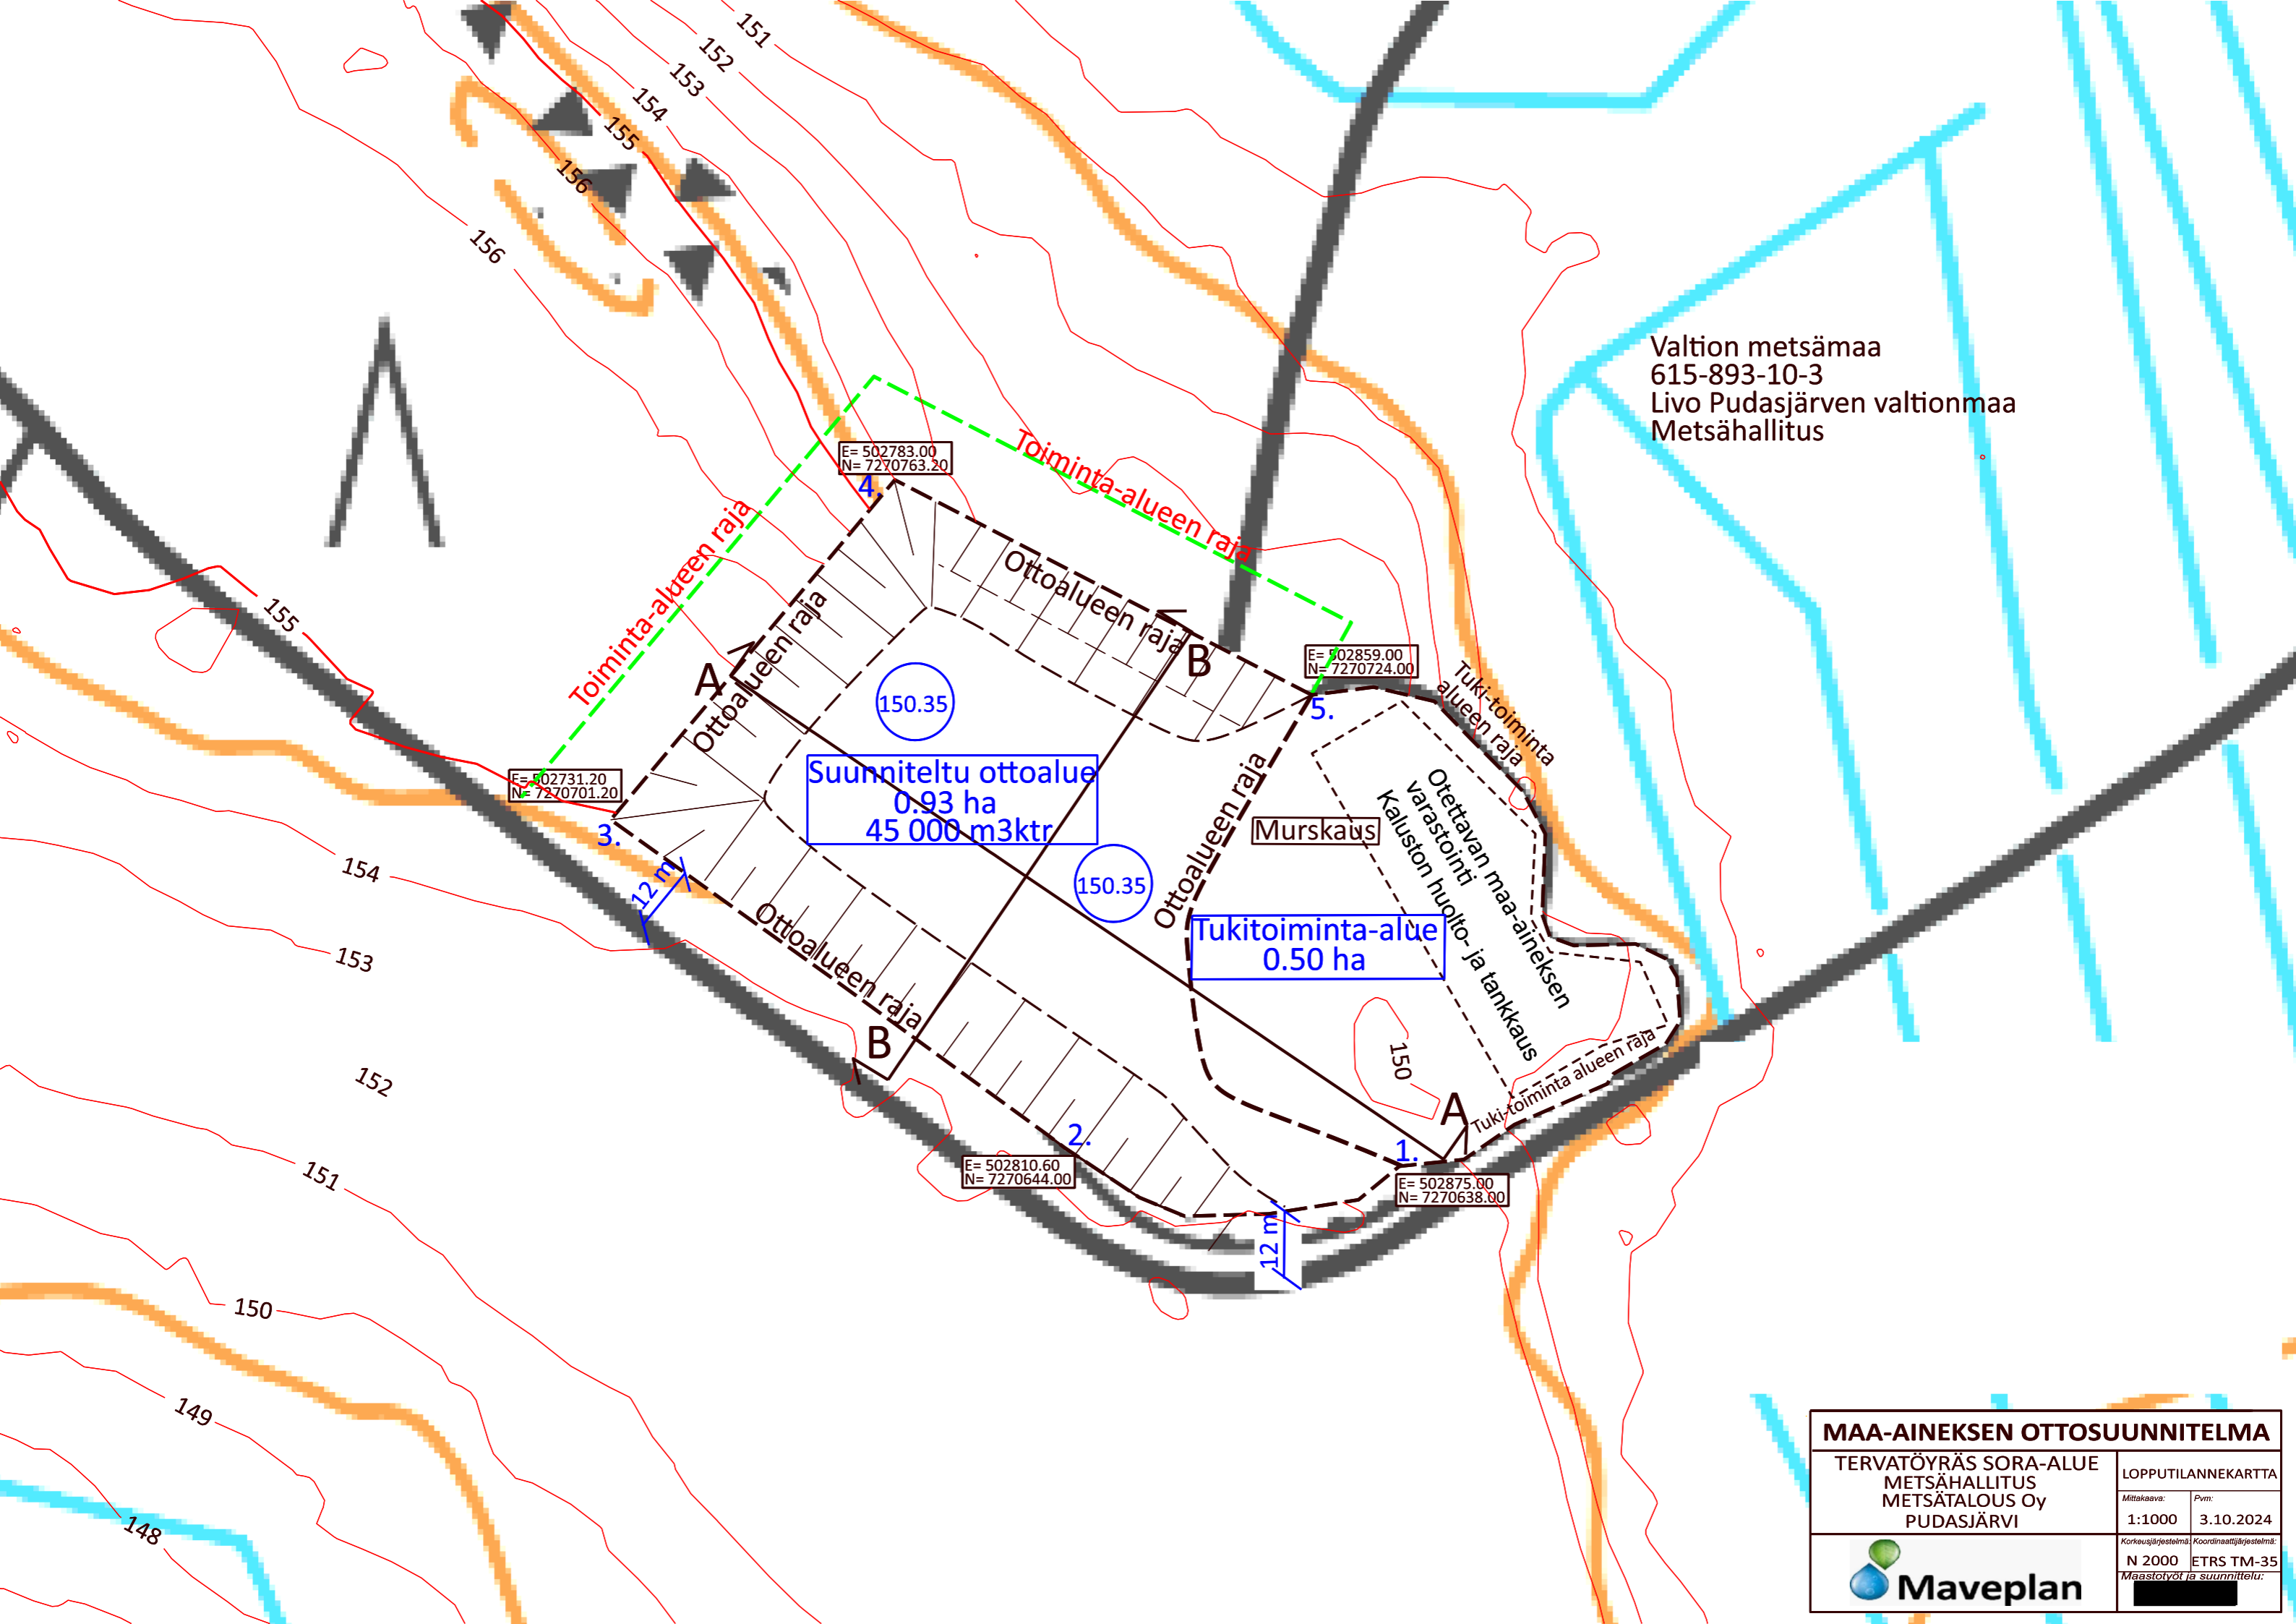 151
152
153
154
155
156
156
Valtion metsämaa
615-893-10-3
Livo Pudasjärven valtionmaa
Metsähallitus
Toiminta-alueen raja
Toiminta-alueen raja
E= 502783.00
N= 7270763.20
4.
Ottoalueen raja
Ottoalueen raja
155
A
B
E= 502859.00
N= 7270724.00
5.
Tuki-toiminta
alueen raja
150.35
E= 502731.20
N= 7270701.20
3.
Suunniteltu ottoalue
0.93 ha
45 000 m3ktr
Ottoalueen raja
Murskaus
Otettavan maa-aineksen
varastointi
Kaluston huolto- ja tankkaus
150.35
12 m
Ottoalueen raja
Tukitoiminta-alue
0.50 ha
154
153
152
151
150
149
148
B
150
A
Tuki-toiminta alueen raja
2.
1.
E= 502810.60
N= 7270644.00
E= 502875.00
N= 7270638.00
12 m
MAA-AINEKSEN OTTOSUUNNITELMA
TERVATÖYRÄS SORA-ALUE
METSÄHALLITUS
METSÄTALOUS Oy
PUDASJÄRVI
LOPPUTILANNEKARTTA
Mittakaava:
Pvm:
1:1000
3.10.2024
Korkeusjärjestelmä:
Koordinaattijärjestelmä:
N 2000
ETRS TM-35
Maastotyöt ja suunnittelu:
Maveplan